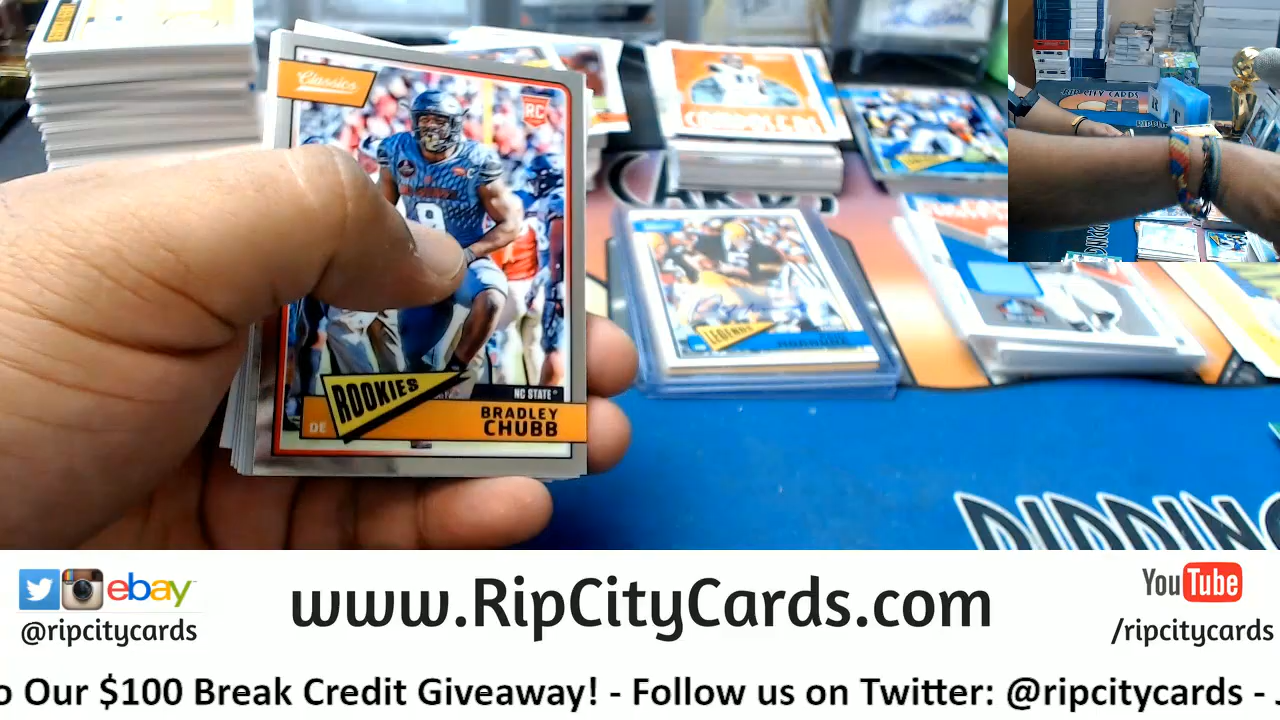 Classics
RC
9
ROOKIES
NC STATE
DE
BRADLEY
CHUBB
LEGENDS
RIP CITY CARDS
ebay
@ripcitycards
www.RipCityCards.com
YouTube
/ripcitycards
o Our $100 Break Credit Giveaway! - Follow us on Twitter: @ripcitycards -